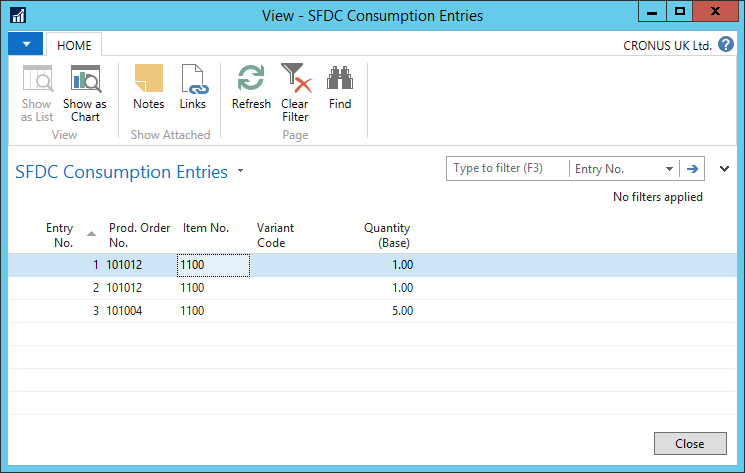 View - SFDC Consumption Entries
HOME
CRONUS UK Ltd.
Show as List
Show as Chart
Notes
Links
Refresh
Clear Filter
Find
View
Show Attached
Page
SFDC Consumption Entries
Type to filter (F3)
Entry No.
No filters applied
Entry No. Prod. Order No. Item No. Variant Code Quantity (Base)
1 101012 1100 1.00
2 101012 1100 1.00
3 101004 1100 5.00
Close